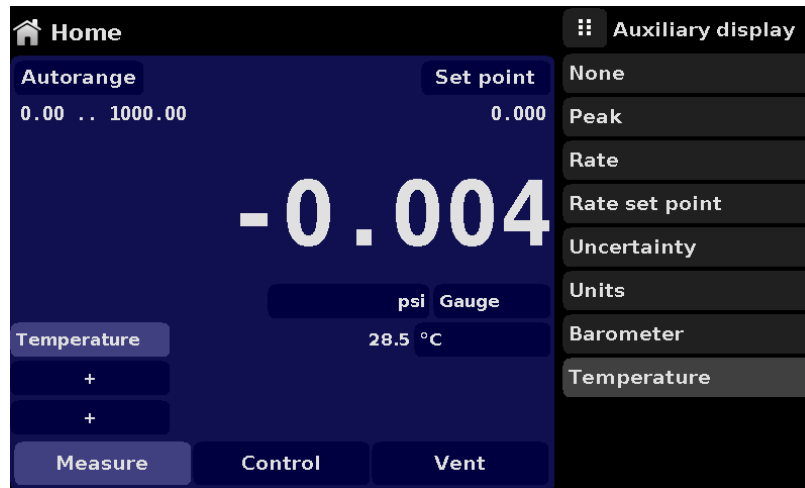 Home
Autorange
Set point
0.00 .. 1000.00
0.000
-0.004
psi Gauge
Temperature 28.5 °C
+
+
Measure Control Vent
Auxiliary display
None
Peak
Rate
Rate set point
Uncertainty
Units
Barometer
Temperature